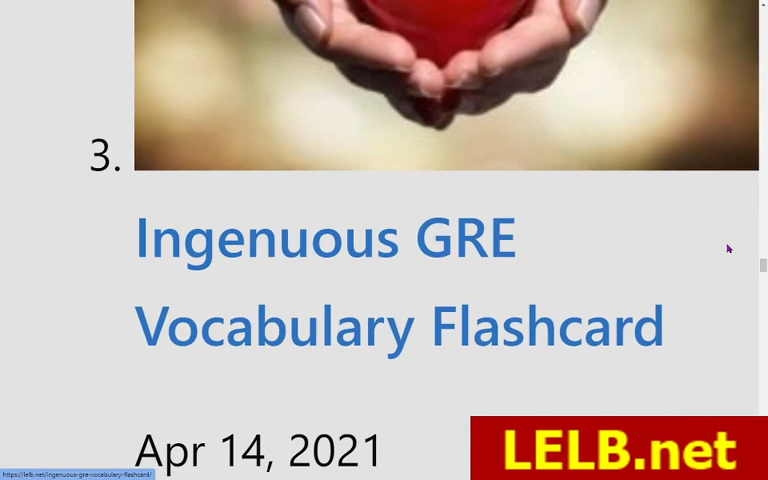 3.
Ingenuous GRE
Vocabulary Flashcard
Apr 14, 2021
LELB.net
https://lelb.net/ingenuous-gre-vocabulary-flashcard/